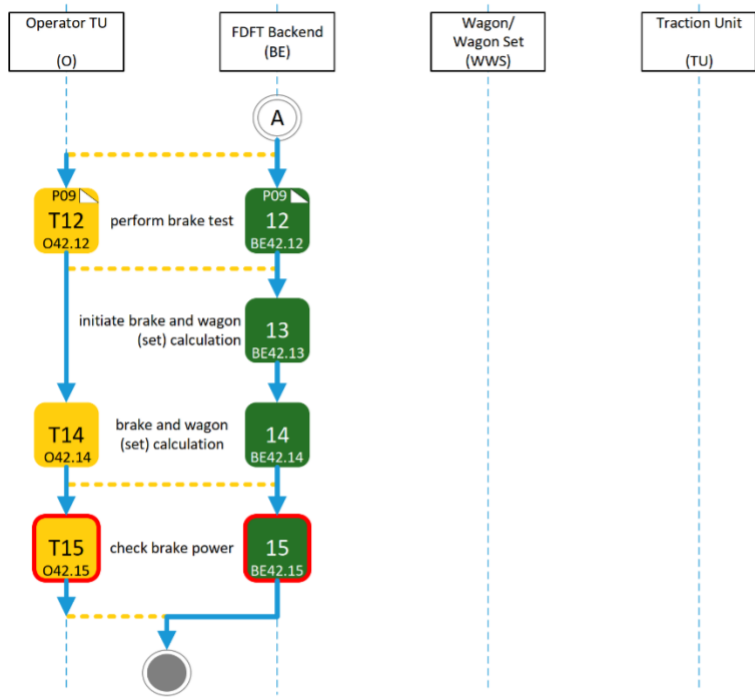 Operator TU
(O)
FDFT Backend
(BE)
Wagon/
Wagon Set
(WWS)
Traction Unit
(TU)
A
P09
T12
O42.12
perform brake test
P09
12
BE42.12
initiate brake and wagon
(set) calculation
13
BE42.13
T14
O42.14
brake and wagon
(set) calculation
14
BE42.14
T15
O42.15
check brake power
15
BE42.15